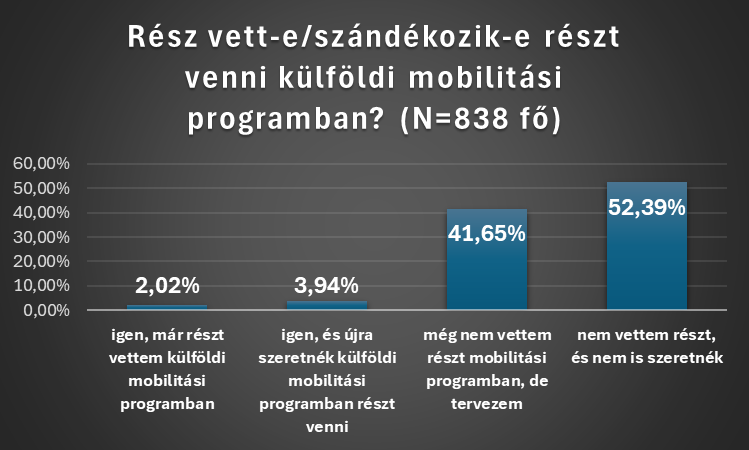 Rész vett-e/szándékozik-e részt
venni külföldi mobilitási
programban? (N=838 fő)
60,00%
50,00%
40,00%
30,00%
20,00%
10,00%
0,00%
2,02%
3,94%
41,65%
52,39%
igen, már részt
vettem külföldi
mobilitási
programban
igen, és újra
szeretnék külföldi
mobilitási
programban részt
venni
még nem vettem
részt mobilitási
programban, de
tervezem
nem vettem részt,
és nem is szeretnék